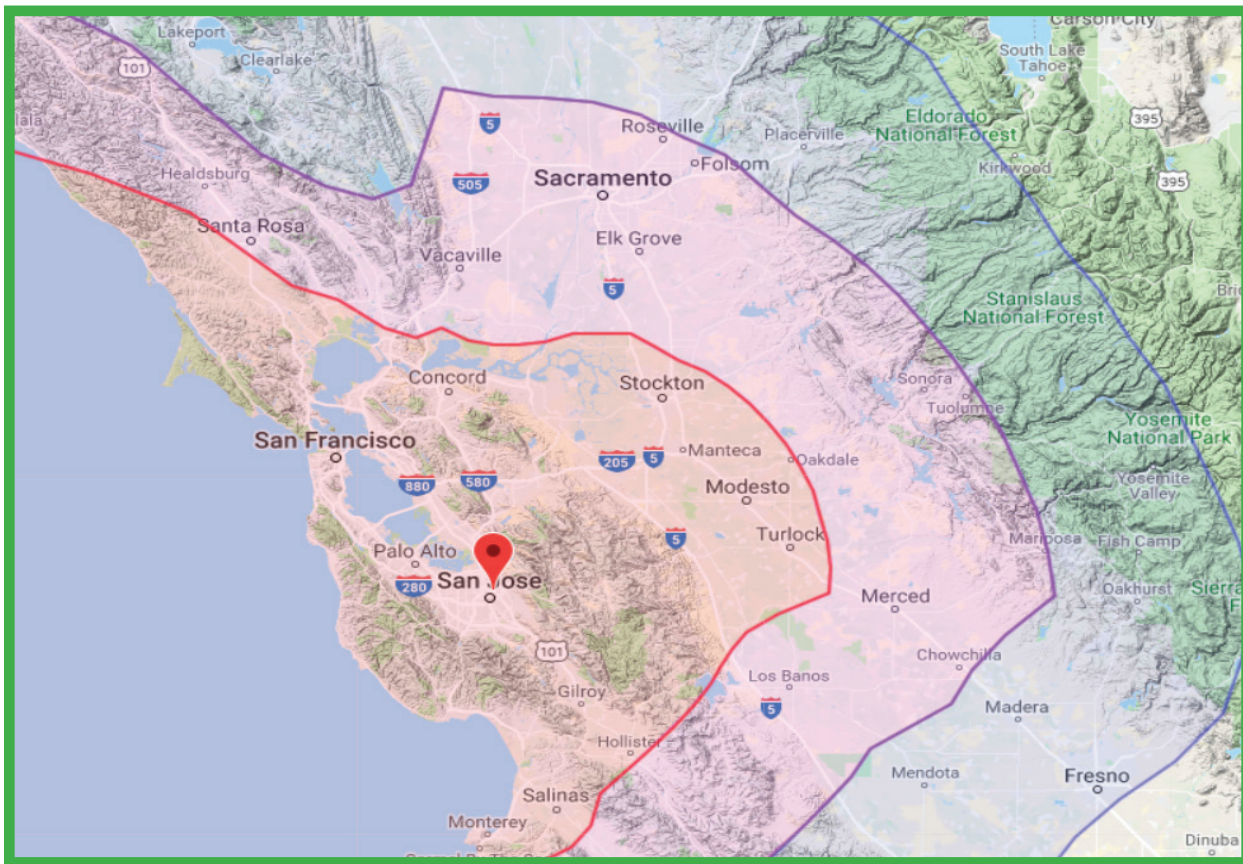 Carson City
Lakeport
Clearlake
South Lake
Tahoe
101
395
5
Roseville
Placerville
Eldorado
National Forest
Folsom
Kirkwood
lala
Healdsburg
505
Sacramento
395
Santa Rosa
Elk Grove
Vacaville
5
Stanislaus
National Forest
Concord
Stockton
Sonora
Tuolumne
San Francisco
Manteca
Oakdale
Yosemite
National Park
205
5
880
580
Modesto
Yosemite
Valley
Turlock
5
Mariposa
Fish Camp
Palo Alto
San Jose
280
Merced
Oakhurst
101
Chowchilla
Los Banos
Gilroy
5
Madera
Hollister
Mendota
Fresno
Salinas
Monterey
Dinuba